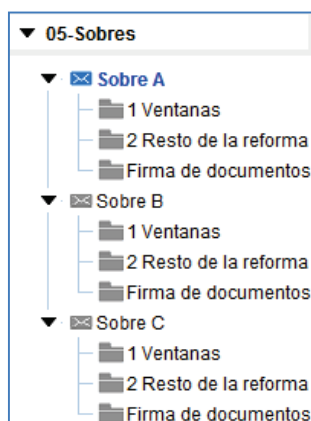 05-Sobres
Sobre A
1 Ventanas
2 Resto de la reforma
Firma de documentos
Sobre B
1 Ventanas
2 Resto de la reforma
Firma de documentos
Sobre C
1 Ventanas
2 Resto de la reforma
Firma de documentos